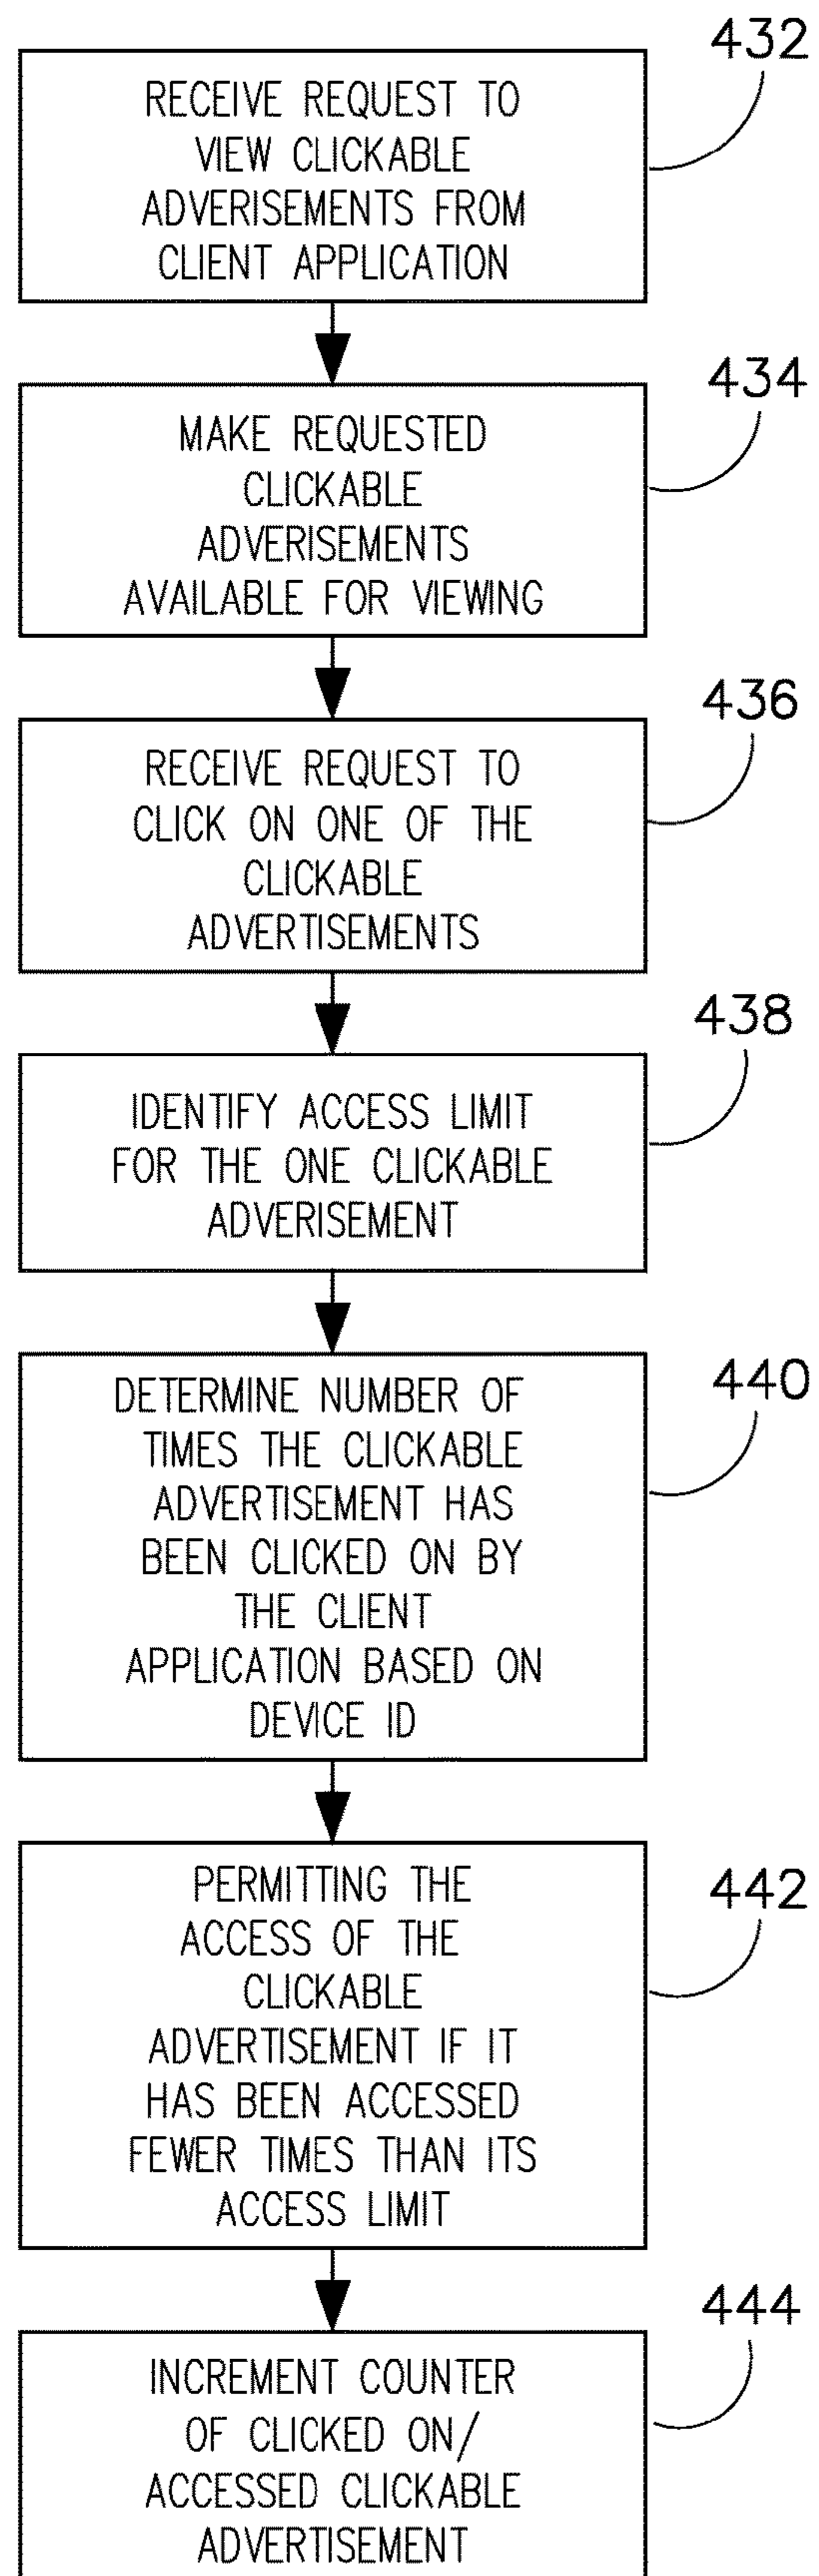 432
RECEIVE REQUEST TO
VIEW CLICKABLE
ADVERISEMENTS FROM
CLIENT APPLICATION
434
MAKE REQUESTED
CLICKABLE
ADVERISEMENTS
AVAILABLE FOR VIEWING
436
RECEIVE REQUEST TO
CLICK ON ONE OF THE
CLICKABLE
ADVERTISEMENTS
438
IDENTIFY ACCESS LIMIT
FOR THE ONE CLICKABLE
ADVERISEMENT
440
DETERMINE NUMBER OF
TIMES THE CLICKABLE
ADVERTISEMENT HAS
BEEN CLICKED ON BY
THE CLIENT
APPLICATION BASED ON
DEVICE ID
442
PERMITTING THE
ACCESS OF THE
CLICKABLE
ADVERTISEMENT IF IT
HAS BEEN ACCESSED
FEWER TIMES THAN ITS
ACCESS LIMIT
444
INCREMENT COUNTER
OF CLICKED ON/
ACCESSED CLICKABLE
ADVERTISEMENT